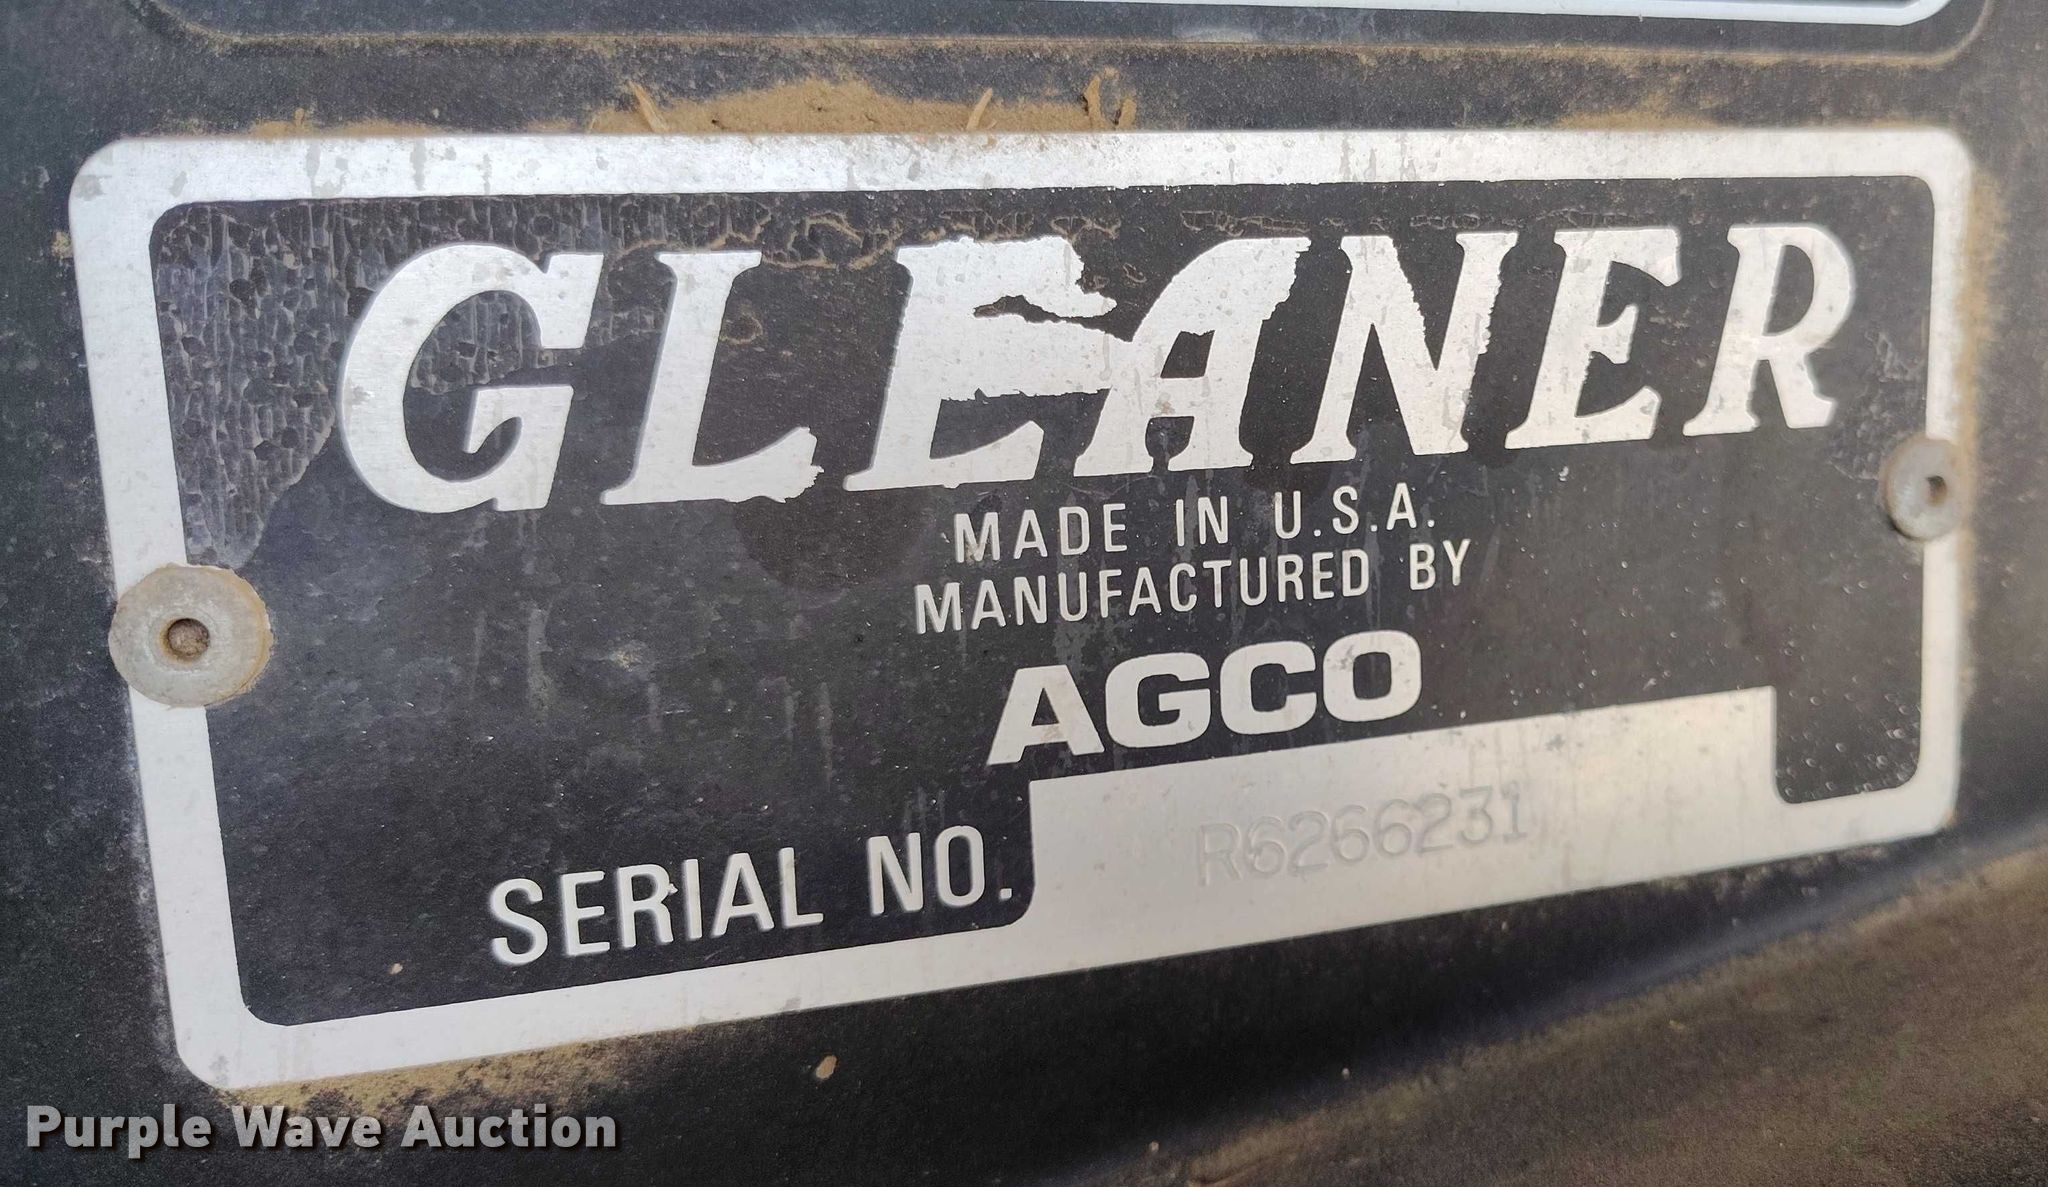 GLEANER
MADE IN U.S.A.
MANUFACTURED BY
AGCO
SERIAL NO. R6266231
Purple Wave Auction